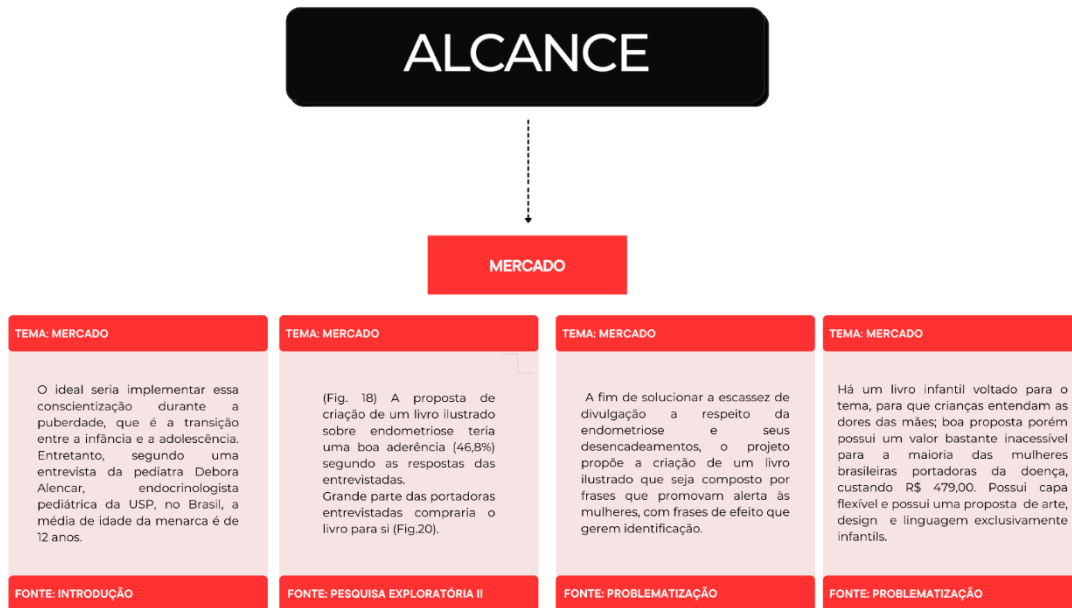 ALCANCE
MERCADO
TEMA: MERCADO
O ideal seria implementar essa
conscientização durante a
puberdade, que é a transição
entre a infância e a adolescência.
Entretanto, segundo uma
entrevista da pediatra Debora
Alencar, endocrinologista
pediátrica da USP, no Brasil, a
média de idade da menarca é de
12 anos.
FONTE: INTRODUÇÃO
TEMA: MERCADO
(Fig. 18) A proposta de
criação de um livro ilustrado
sobre endometriose teria
uma boa aderência (46,8%)
segundo as respostas das
entrevistadas.
Grande parte das portadoras
entrevistadas compraria o
livro para si (Fig.20).
FONTE: PESQUISA EXPLORATÓRIA II
TEMA: MERCADO
A fim de solucionar a escassez de
divulgação a respeito da
endometriose e seus
desencadeamentos, o projeto
propõe a criação de um livro
ilustrado que seja composto por
frases que promovam alerta às
mulheres, com frases de efeito que
gerem identificação.
FONTE: PROBLEMATIZAÇÃO
TEMA: MERCADO
Há um livro infantil voltado para o
tema, para que crianças entendam as
dores das mães; boa proposta porém
possui um valor bastante inacessível
para a maioria das mulheres
brasileiras portadoras da doença,
custando R$ 479,00. Possui capa
flexível e possui uma proposta de arte,
design e linguagem exclusivamente
infantis.
FONTE: PROBLEMATIZAÇÃO